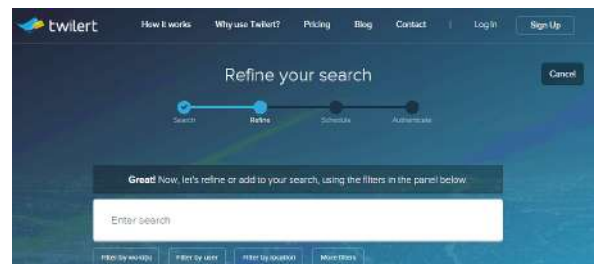 twilert How it works Why use Twilert? Pricing Blog Contact | Log In Sign Up
Refine your search Cancel
Search Refine Schedule Authenticate
Great! Now, let's refine or add to your search, using the filters in the panel below.
Enter search
Filter by word(s) Filter by user Filter by location More filters